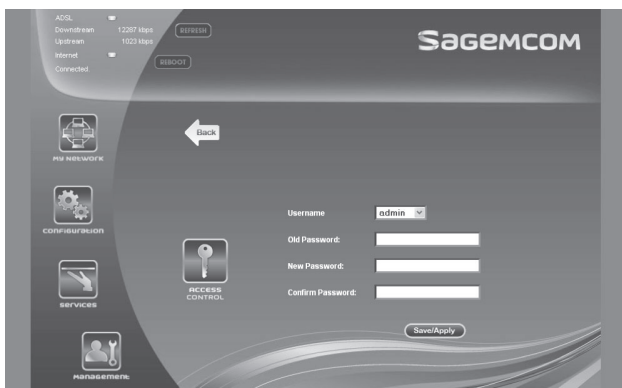 ADSL
Downstream 12287 kbps
Upstream 1023 kbps
Internet
Connected
REFRESH
REBOOT
Sagemcom
Back
My Network
Configuration
Services
Management
ACCESS
CONTROL
Username admin
Old Password:
New Password:
Confirm Password:
Save/Apply